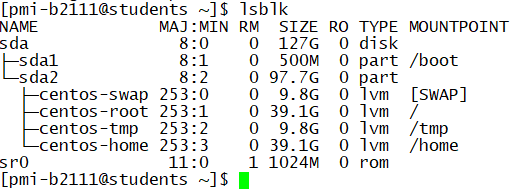 [pmi-b2111@students ~]$ lsblk
NAME            MAJ:MIN RM   SIZE RO TYPE MOUNTPOINT
sda               8:0    0   127G  0 disk
├─sda1            8:1    0   500M  0 part /boot
└─sda2            8:2    0  97.7G  0 part
  ├─centos-swap 253:0    0   9.8G  0 lvm  [SWAP]
  ├─centos-root 253:1    0  39.1G  0 lvm  /
  ├─centos-tmp  253:2    0   9.8G  0 lvm  /tmp
  └─centos-home 253:3    0  39.1G  0 lvm  /home
sr0              11:0    1  1024M  0 rom
[pmi-b2111@students ~]$